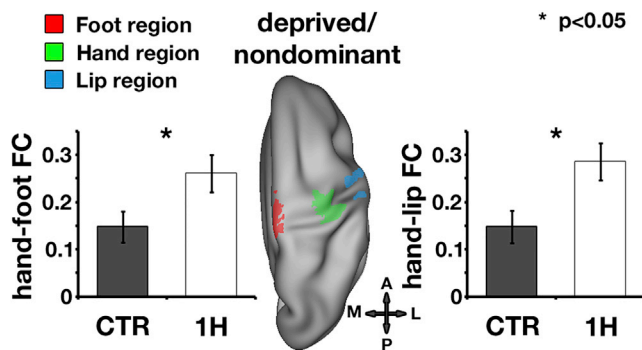 Foot region
Hand region
Lip region
deprived/
nondominant
* p<0.05
hand-foot FC
0.3
0.2
0.1
0
*
CTR
1H
A
M
L
P
hand-lip FC
0.3
0.2
0.1
0
*
CTR
1H